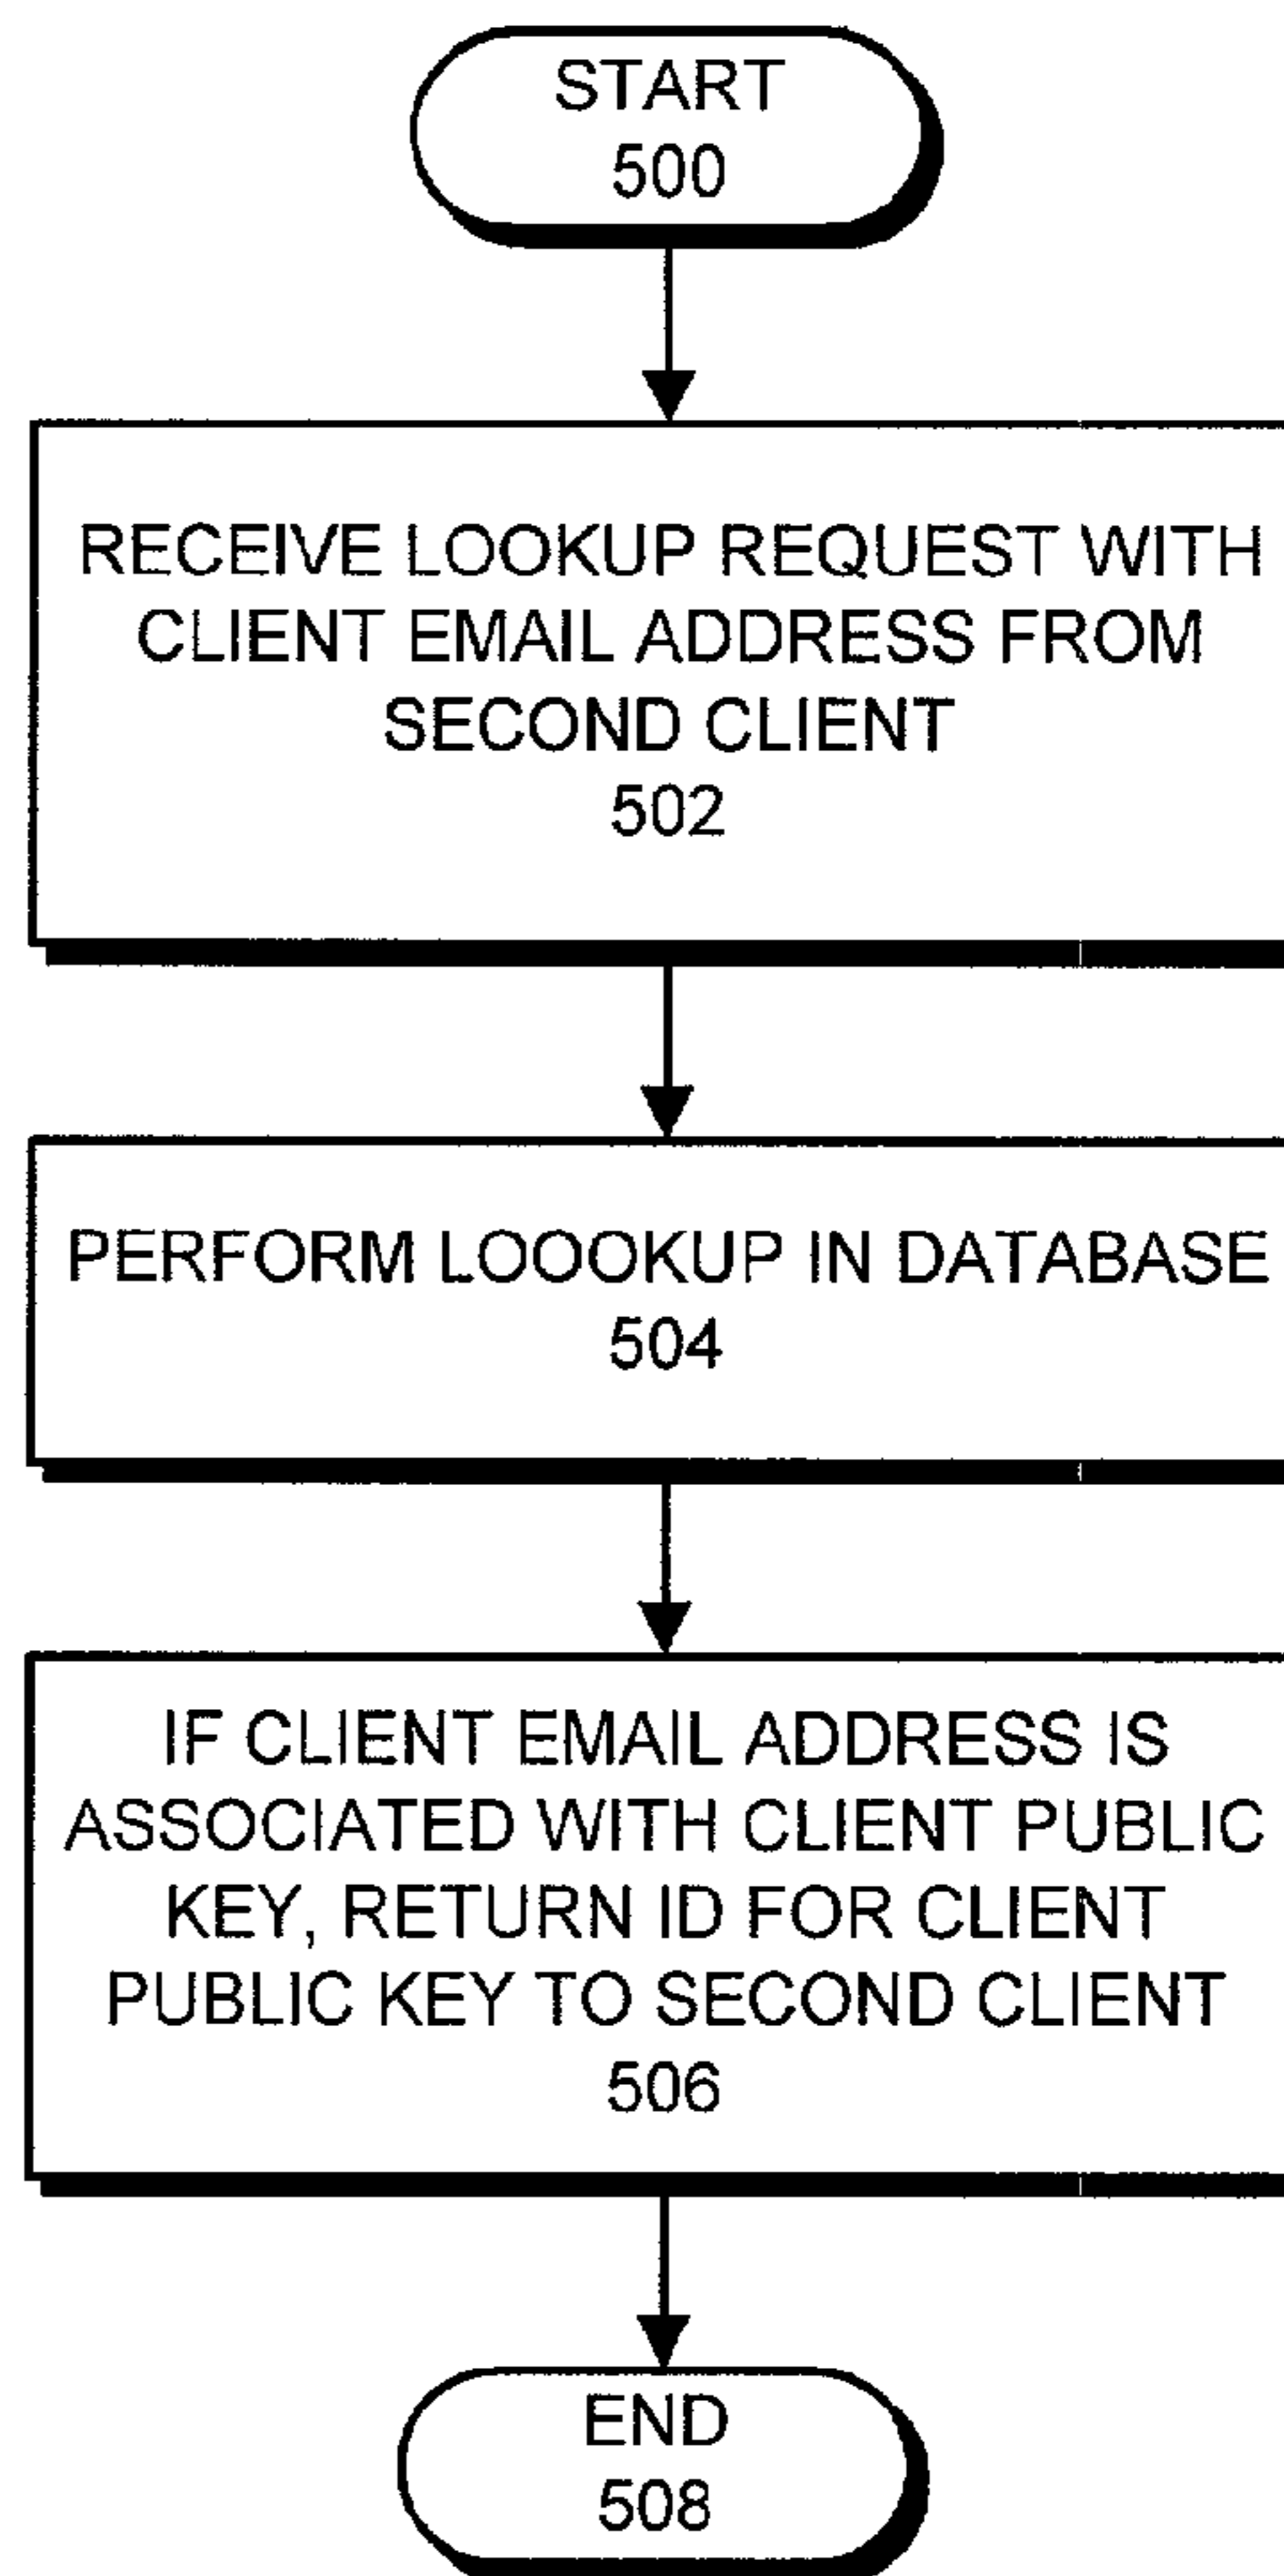 START
500
RECEIVE LOOKUP REQUEST WITH
CLIENT EMAIL ADDRESS FROM
SECOND CLIENT
502
PERFORM LOOOKUP IN DATABASE
504
IF CLIENT EMAIL ADDRESS IS
ASSOCIATED WITH CLIENT PUBLIC
KEY, RETURN ID FOR CLIENT
PUBLIC KEY TO SECOND CLIENT
506
END
508